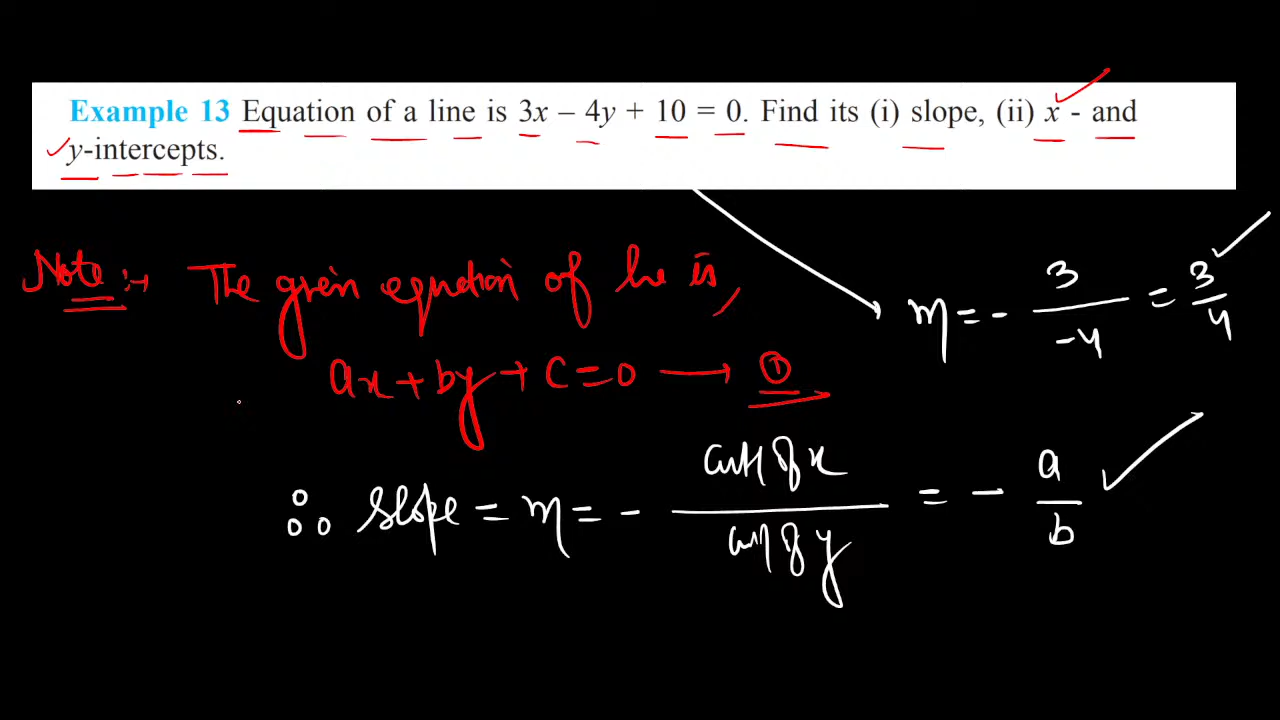 Example 13 Equation of a line is 3x – 4y + 10 = 0. Find its (i) slope, (ii) x - and
y-intercepts.
Note :- The given equation of line is,
m = - 3/-4 = 3/4
ax + by + c = 0 → ①
∴ slope = m = - coeff of x / coeff of y = - a/b